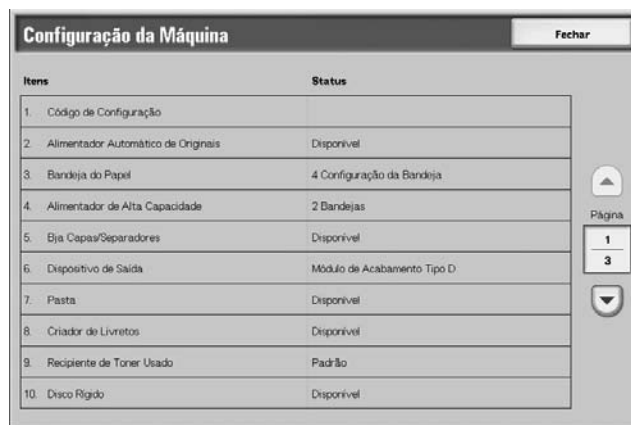 Configuração da Máquina
Fechar
Itens Status
1. Código de Configuração
2. Alimentador Automático de Originais Disponível
3. Bandeja do Papel 4 Configuração da Bandeja
4. Alimentador de Alta Capacidade 2 Bandejas
5. Bja Capas/Separadores Disponível
6. Dispositivo de Saída Módulo de Acabamento Tipo D
7. Pasta Disponível
8. Criador de Livretos Disponível
9. Recipiente de Toner Usado Padrão
10. Disco Rígido Disponível
Página
1
3